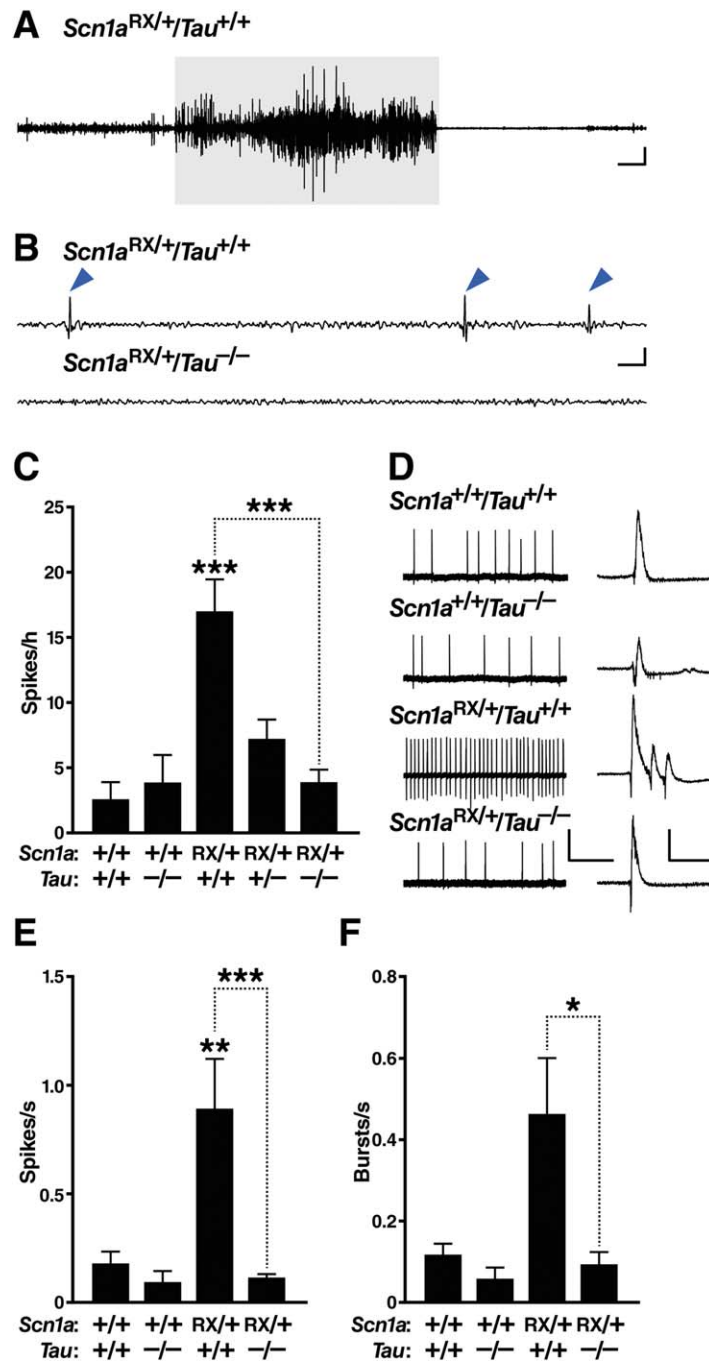 A Scn1aRX/+/Tau+/+
B Scn1aRX/+/Tau+/+
Scn1aRX/+/Tau−/−
C
25
20
15
10
5
0
Spikes/h
***
***
Scn1a: +/+ +/+ RX/+ RX/+ RX/+
Tau: +/+ −/− +/+ +/− −/−
D
Scn1a+/+/Tau+/+
Scn1a+/+/Tau−/−
Scn1aRX/+/Tau+/+
Scn1aRX/+/Tau−/−
E
1.5
1.0
0.5
0
Spikes/s
***
**
Scn1a: +/+ +/+ RX/+ RX/+
Tau: +/+ −/− +/+ −/−
F
0.8
0.6
0.4
0.2
0
Bursts/s
*
Scn1a: +/+ +/+ RX/+ RX/+
Tau: +/+ −/− +/+ −/−